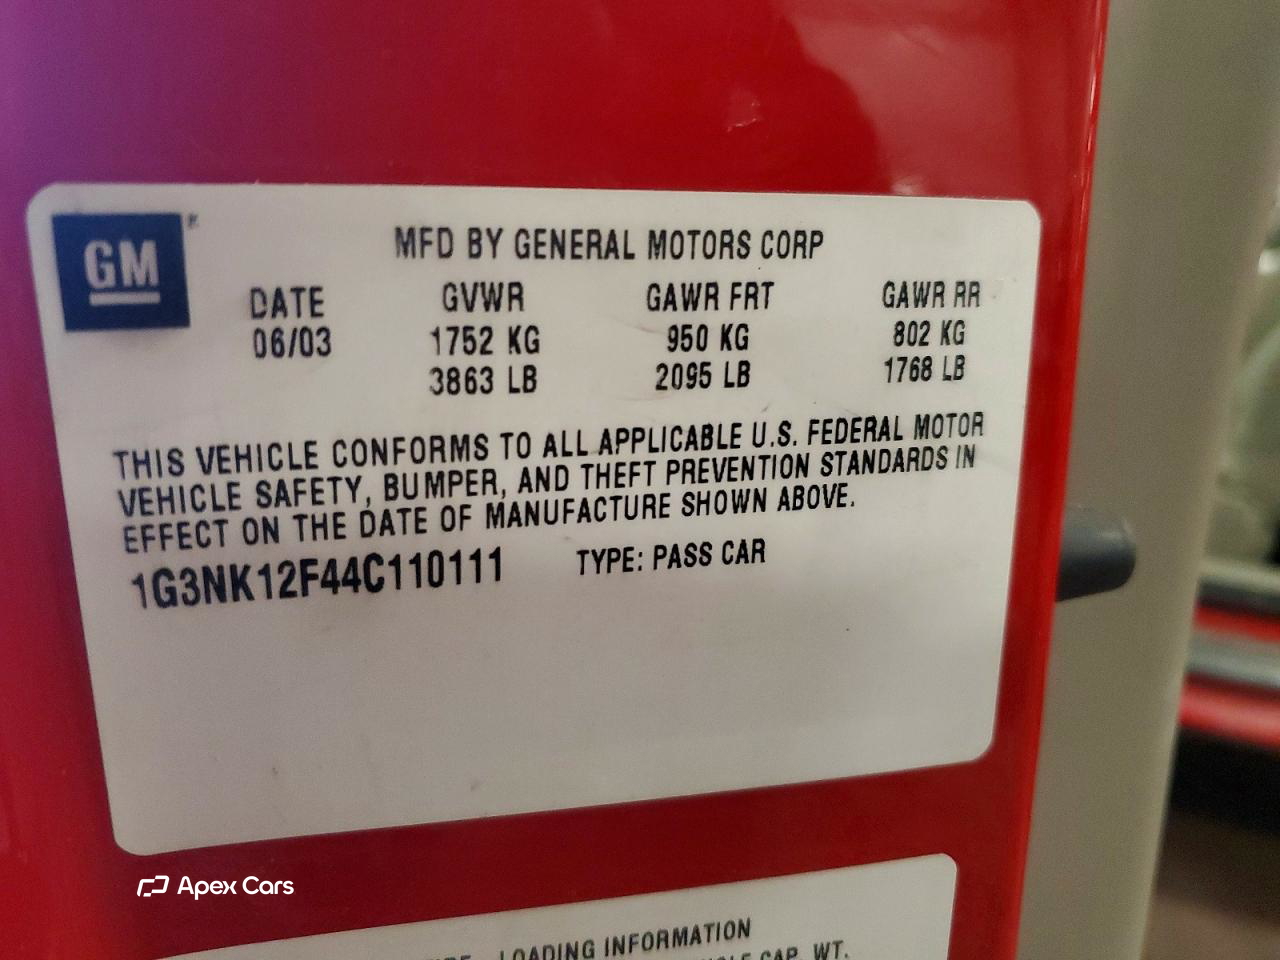 GM
MFD BY GENERAL MOTORS CORP
DATE GVWR GAWR FRT GAWR RR
06/03 1752 KG 950 KG 802 KG
3863 LB 2095 LB 1768 LB
THIS VEHICLE CONFORMS TO ALL APPLICABLE U.S. FEDERAL MOTOR
VEHICLE SAFETY, BUMPER, AND THEFT PREVENTION STANDARDS IN
EFFECT ON THE DATE OF MANUFACTURE SHOWN ABOVE.
1G3NK12F44C110111 TYPE: PASS CAR
Apex Cars
LOADING INFORMATION
CAP. WT.